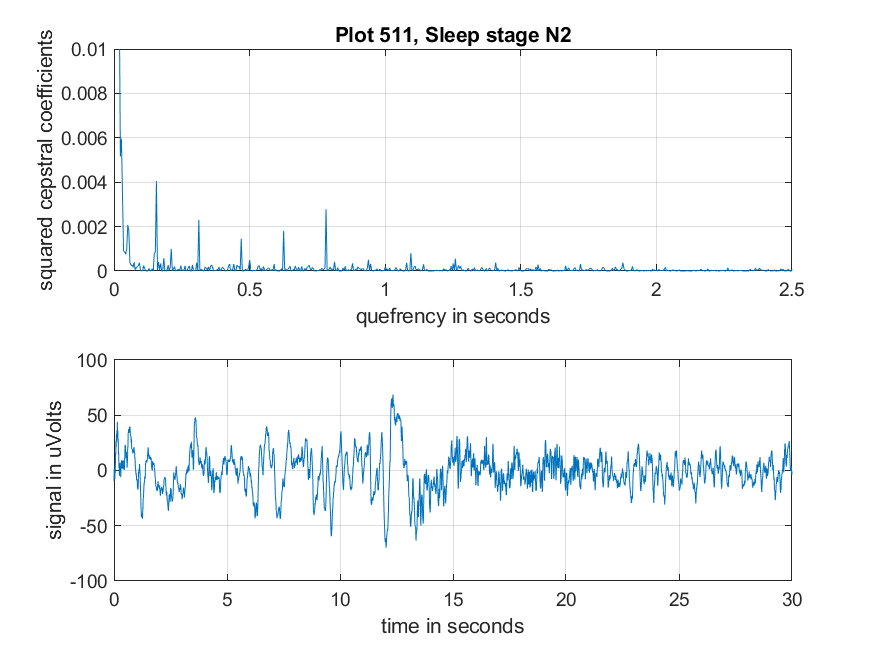 Plot 511, Sleep stage N2
squared cepstral coefficients
0.01
0.008
0.006
0.004
0.002
0
0 0.5 1 1.5 2 2.5
quefrency in seconds
signal in uVolts
100
50
0
-50
-100
0 5 10 15 20 25 30
time in seconds